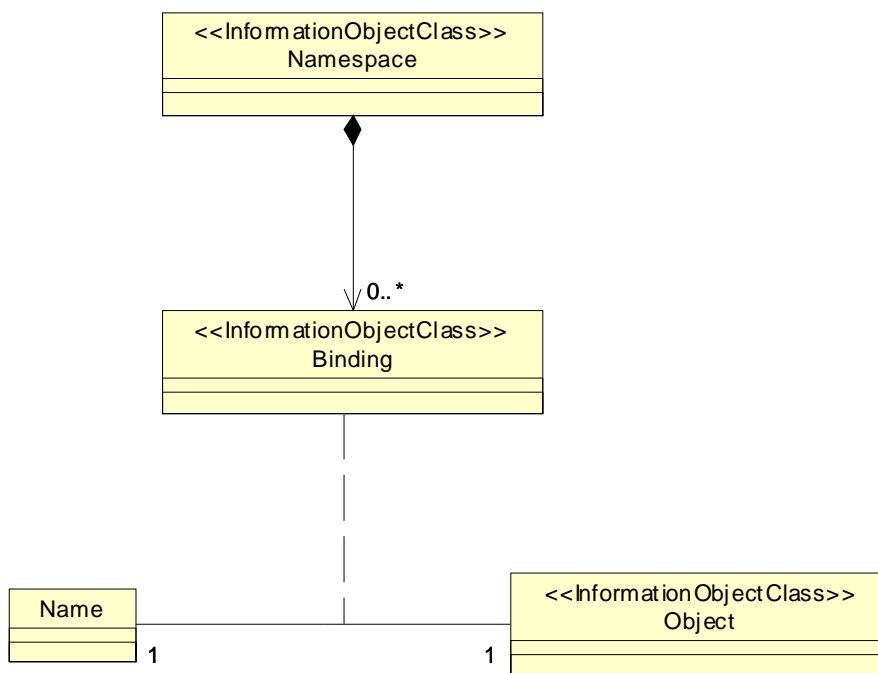 <<InformationObjectClass>>
Namespace
0..*
<<InformationObjectClass>>
Binding
Name
<<InformationObjectClass>>
Object
1
1